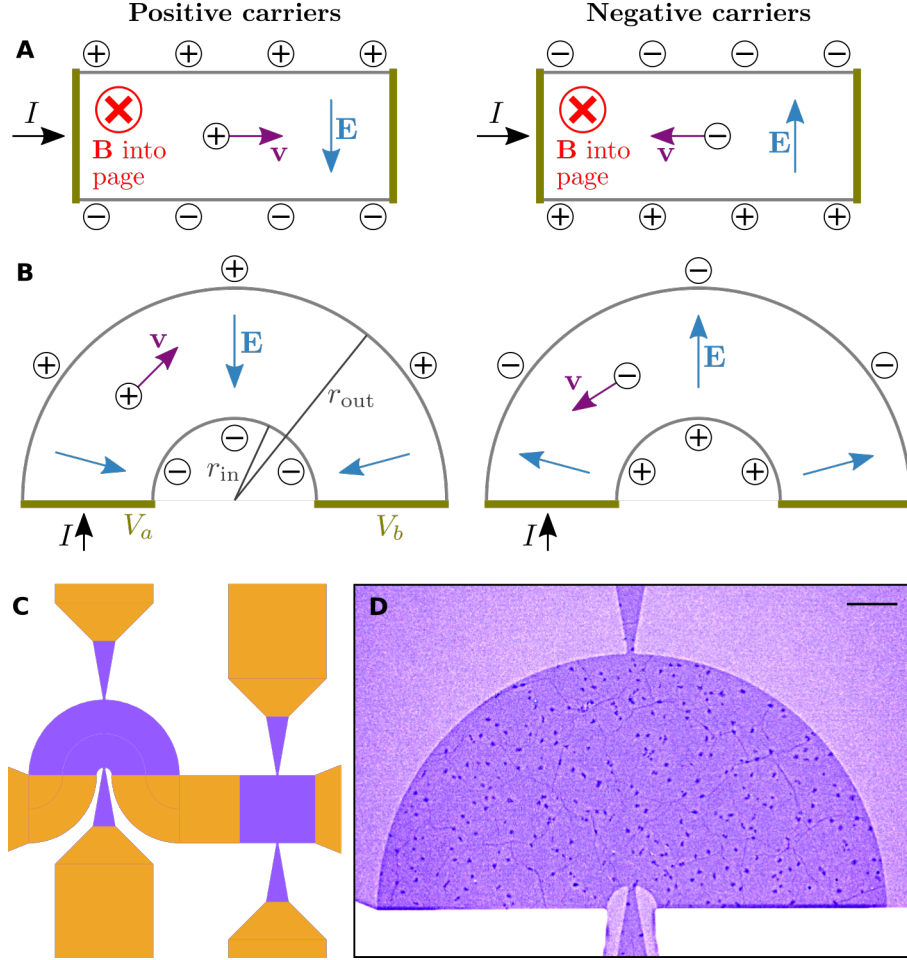 Positive carriers
Negative carriers
A
+ + + +
− − − −
I
B into
page
+
v
E
I
B into
page
−
v
E
− − − −
+ + + +
B
+
+
+
v
+
E
r_out
r_in
−
−
−
I
V_a
V_b
−
−
−
v
−
E
+
+
+
I
C
D